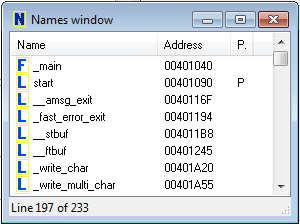 N Names window
Name Address P.
F _main 00401040
L start 00401090 P
L __amsg_exit 0040116F
L _fast_error_exit 00401194
L __stbuf 004011B8
L __ftbuf 00401245
L _write_char 00401A20
L _write_multi_char 00401A55
Line 197 of 233